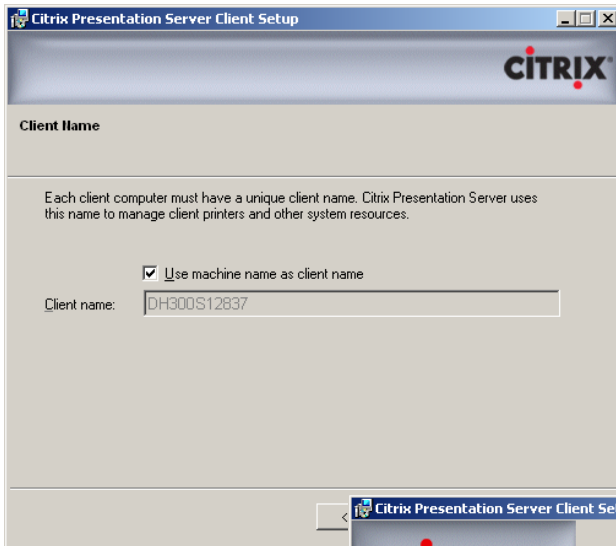 Citrix Presentation Server Client Setup
CITRIX®
Client Name
Each client computer must have a unique client name. Citrix Presentation Server uses
this name to manage client printers and other system resources.
Use machine name as client name
Client name: DH300S12837
<
Citrix Presentation Server Client Se